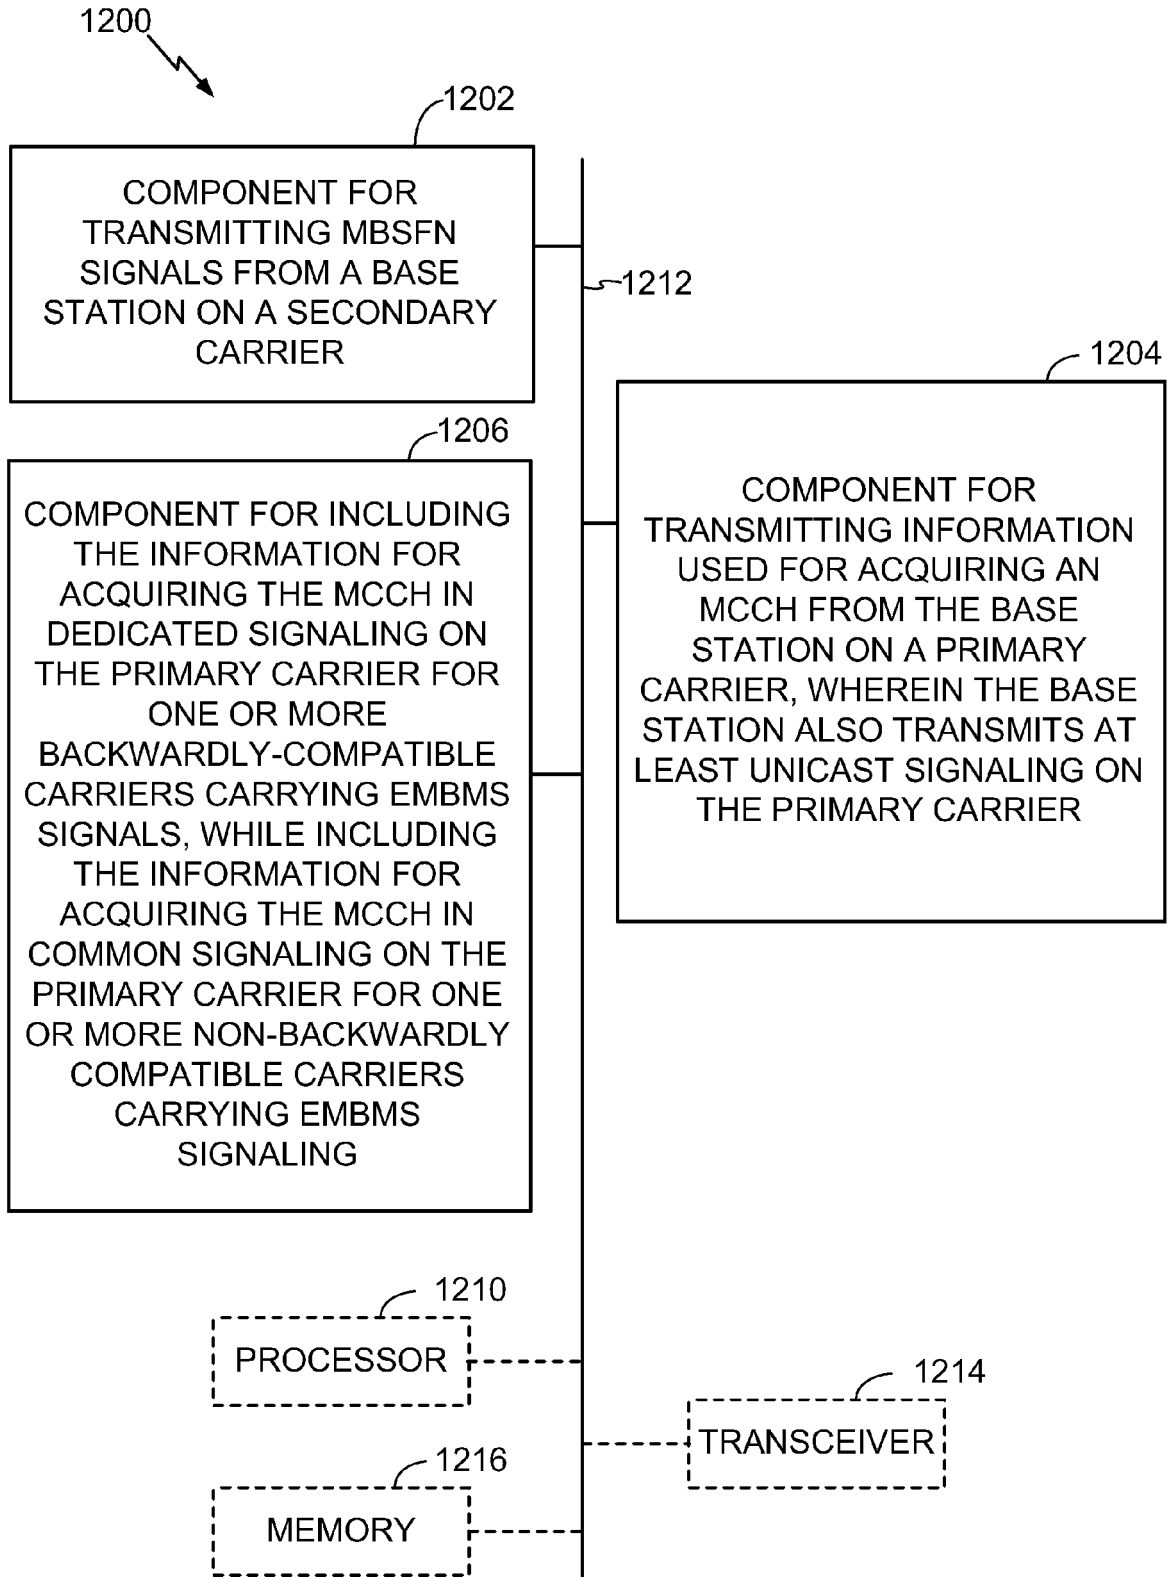 1200
1202
COMPONENT FOR
TRANSMITTING MBSFN
SIGNALS FROM A BASE
STATION ON A SECONDARY
CARRIER
1212
1204
COMPONENT FOR
TRANSMITTING INFORMATION
USED FOR ACQUIRING AN
MCCH FROM THE BASE
STATION ON A PRIMARY
CARRIER, WHEREIN THE BASE
STATION ALSO TRANSMITS AT
LEAST UNICAST SIGNALING ON
THE PRIMARY CARRIER
1206
COMPONENT FOR INCLUDING
THE INFORMATION FOR
ACQUIRING THE MCCH IN
DEDICATED SIGNALING ON
THE PRIMARY CARRIER FOR
ONE OR MORE
BACKWARDLY-COMPATIBLE
CARRIERS CARRYING EMBMS
SIGNALS, WHILE INCLUDING
THE INFORMATION FOR
ACQUIRING THE MCCH IN
COMMON SIGNALING ON THE
PRIMARY CARRIER FOR ONE
OR MORE NON-BACKWARDLY
COMPATIBLE CARRIERS
CARRYING EMBMS
SIGNALING
1210
PROCESSOR
1214
TRANSCEIVER
1216
MEMORY